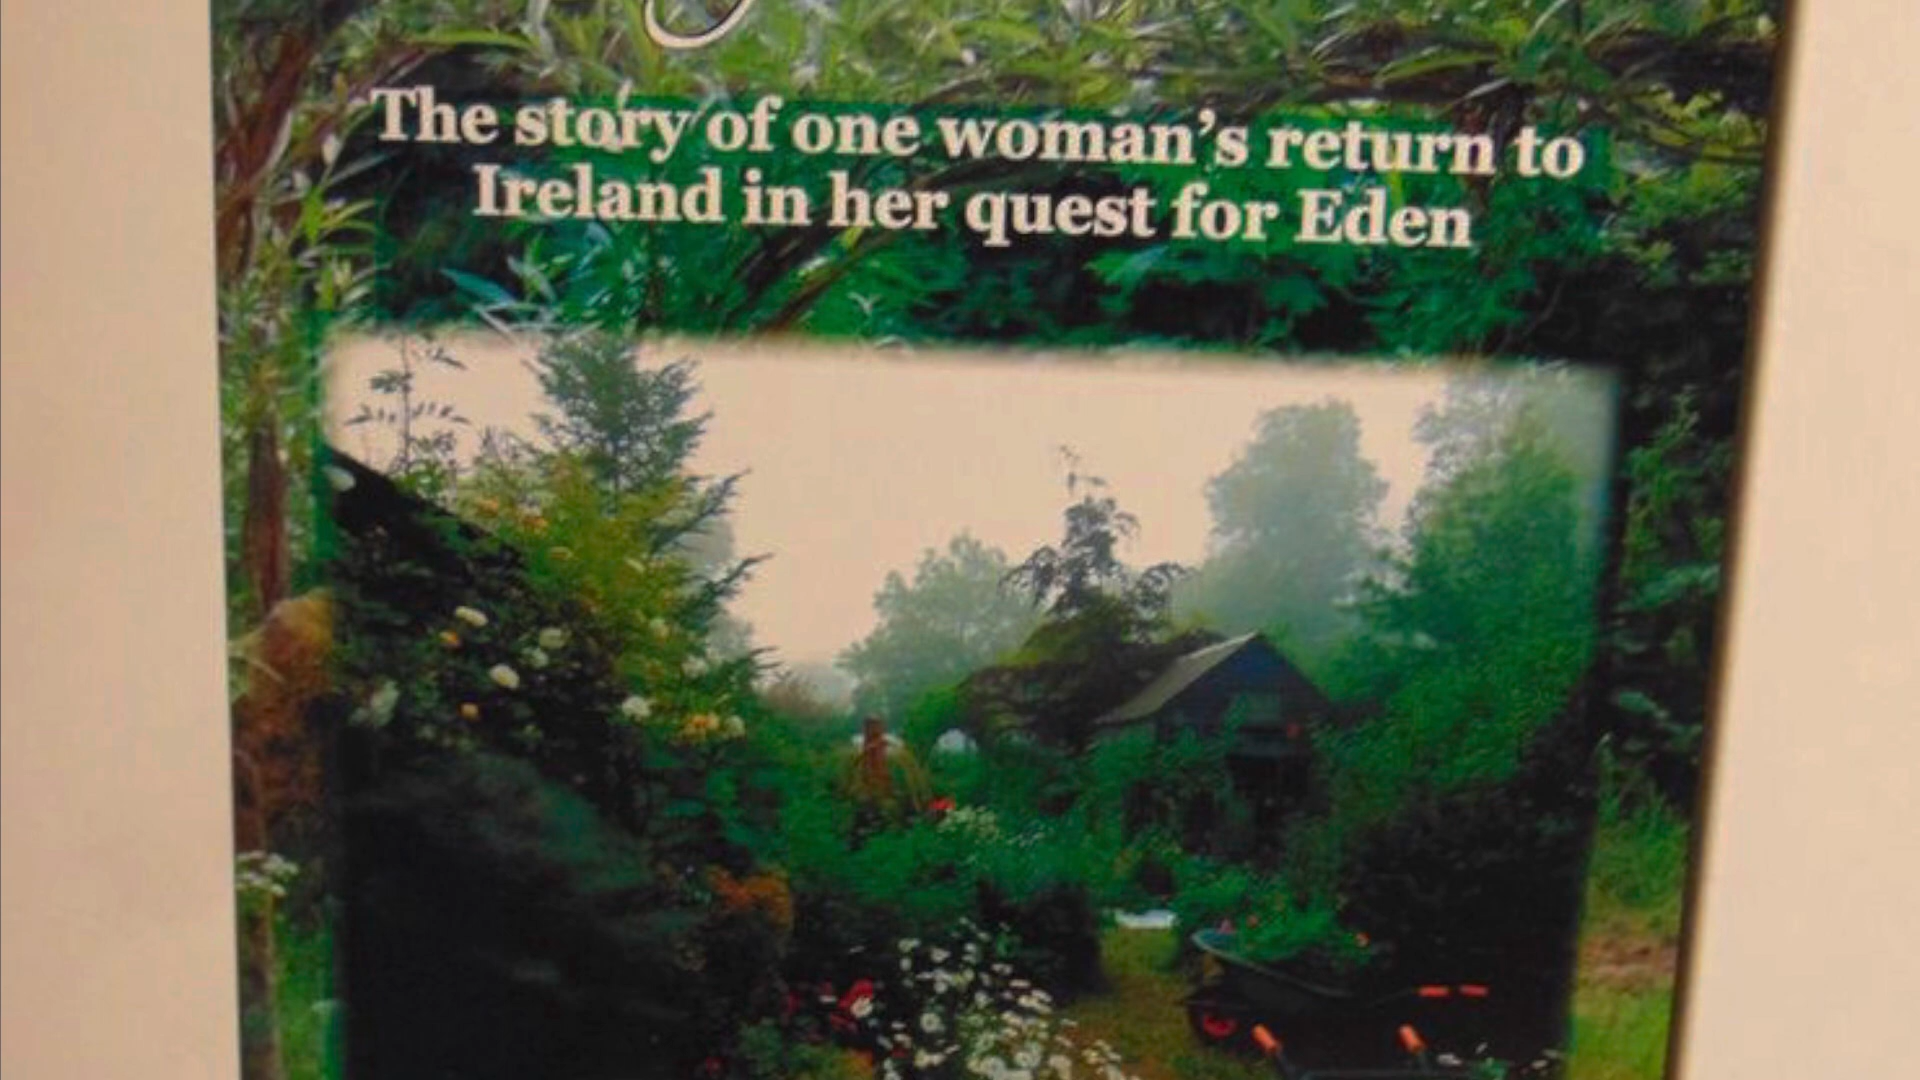 The story of one woman's return to
Ireland in her quest for Eden